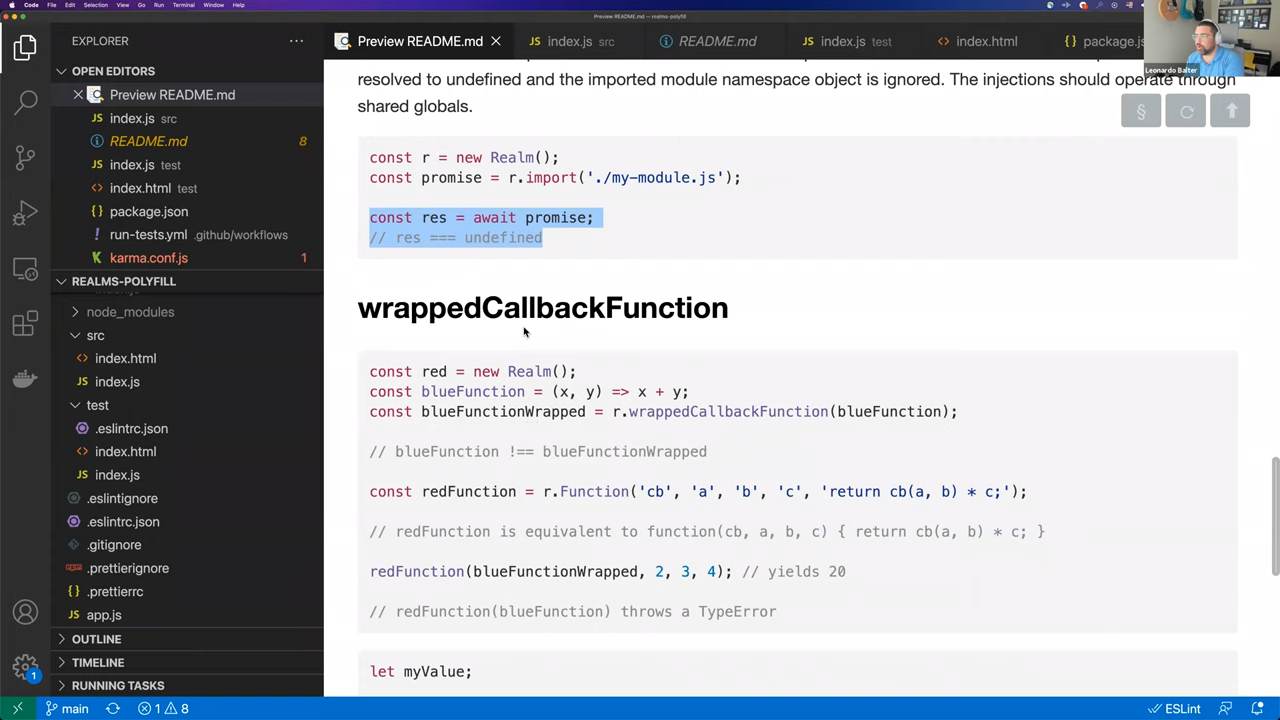 Code File Edit Selection View Go Run Terminal Window Help
Preview README.md — realms-polyfill
EXPLORER
Preview README.md
index.js src
README.md
index.js test
index.html
package.js
Leonardo Balter
OPEN EDITORS
Preview README.md
index.js src
README.md 8
index.js test
index.html test
package.json
run-tests.yml .github/workflows
karma.conf.js 1
REALMS-POLYFILL
node_modules
src
index.html
index.js
test
.eslintrc.json
index.html
index.js
.eslintignore
.eslintrc.json
.gitignore
.prettierignore
.prettierrc
app.js
OUTLINE
TIMELINE
RUNNING TASKS
resolved to undefined and the imported module namespace object is ignored. The injections should operate through
shared globals.
const r = new Realm();
const promise = r.import('./my-module.js');
const res = await promise;
// res === undefined
wrappedCallbackFunction
const red = new Realm();
const blueFunction = (x, y) => x + y;
const blueFunctionWrapped = r.wrappedCallbackFunction(blueFunction);
// blueFunction !== blueFunctionWrapped
const redFunction = r.Function('cb', 'a', 'b', 'c', 'return cb(a, b) * c;');
// redFunction is equivalent to function(cb, a, b, c) { return cb(a, b) * c; }
redFunction(blueFunctionWrapped, 2, 3, 4); // yields 20
// redFunction(blueFunction) throws a TypeError
let myValue;
1
main
1 8
ESLint